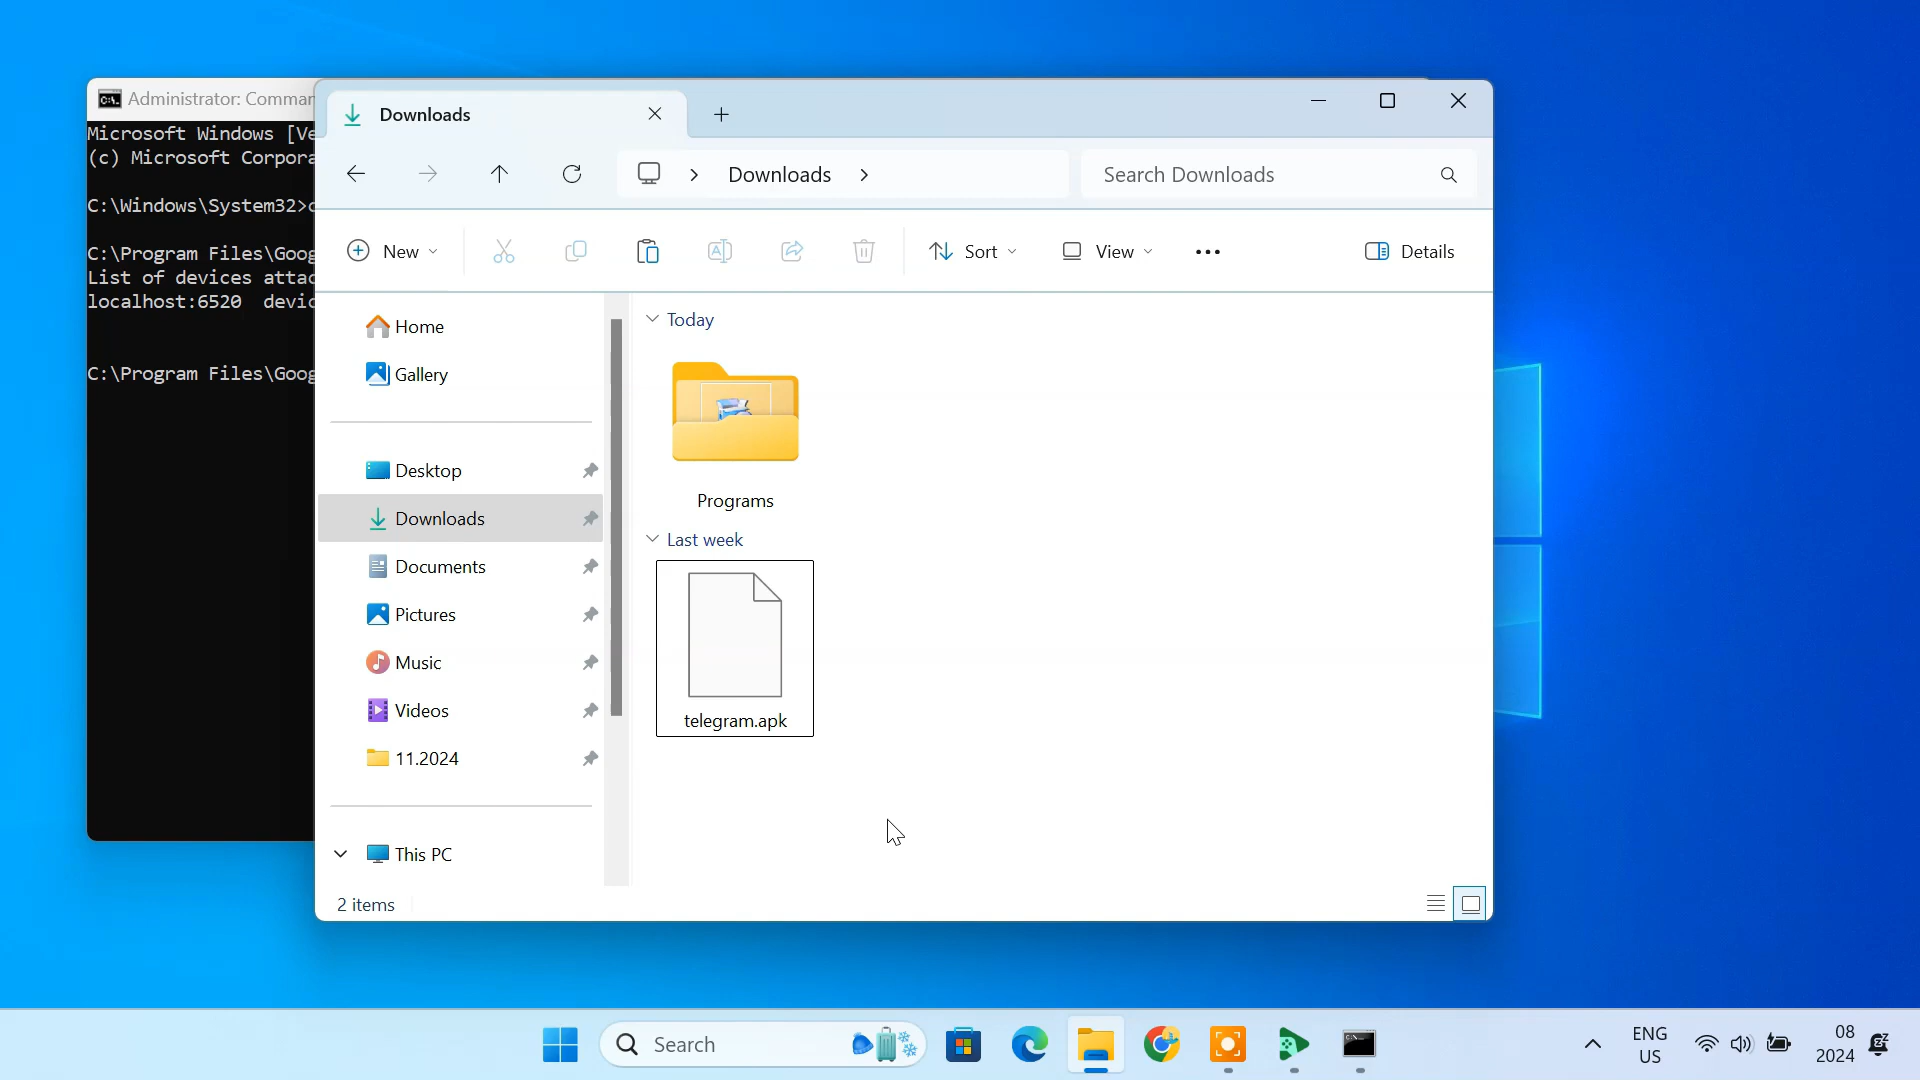 Administrator: Comman
Microsoft Windows [Ve
(c) Microsoft Corpora
C:\Windows\System32>c
C:\Program Files\Goog
List of devices attac
localhost:6520 devic
C:\Program Files\Goog
Downloads
Downloads
Search Downloads
New
Sort
View
Details
Home
Gallery
Desktop
Downloads
Documents
Pictures
Music
Videos
11.2024
This PC
Today
Programs
Last week
telegram.apk
2 items
Search
ENG
US
08
2024